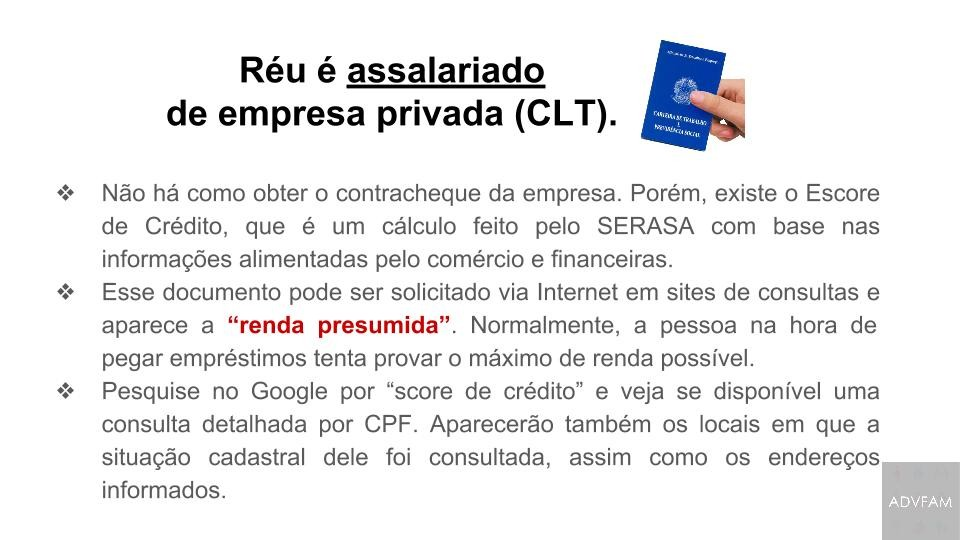 Réu é assalariado
de empresa privada (CLT).
CARTEIRA DE TRABALHO
E
PREVIDÊNCIA SOCIAL
❖ Não há como obter o contracheque da empresa. Porém, existe o Escore
de Crédito, que é um cálculo feito pelo SERASA com base nas
informações alimentadas pelo comércio e financeiras.
❖ Esse documento pode ser solicitado via Internet em sites de consultas e
aparece a “renda presumida”. Normalmente, a pessoa na hora de
pegar empréstimos tenta provar o máximo de renda possível.
❖ Pesquise no Google por “score de crédito” e veja se disponível uma
consulta detalhada por CPF. Aparecerão também os locais em que a
situação cadastral dele foi consultada, assim como os endereços
informados.
ADVFAM